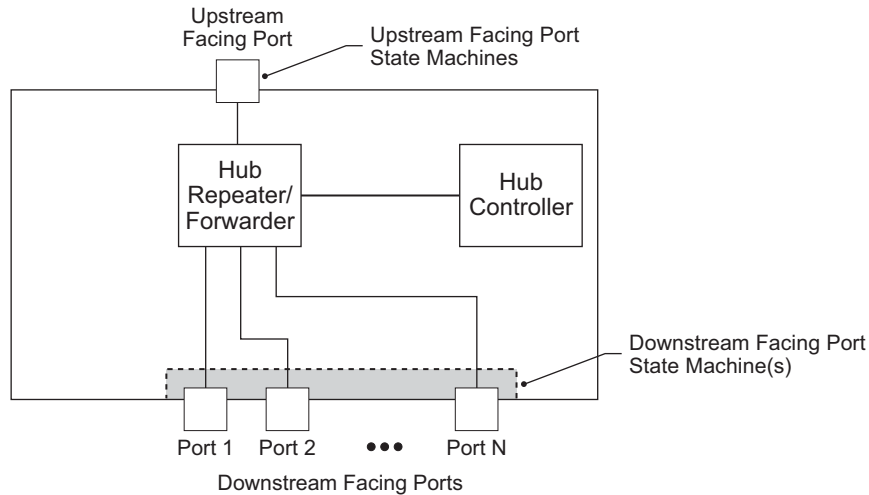 Upstream
Facing Port
Upstream Facing Port
State Machines
Hub
Repeater/
Forwarder
Hub
Controller
Downstream Facing Port
State Machine(s)
Port 1
Port 2
•••
Port N
Downstream Facing Ports